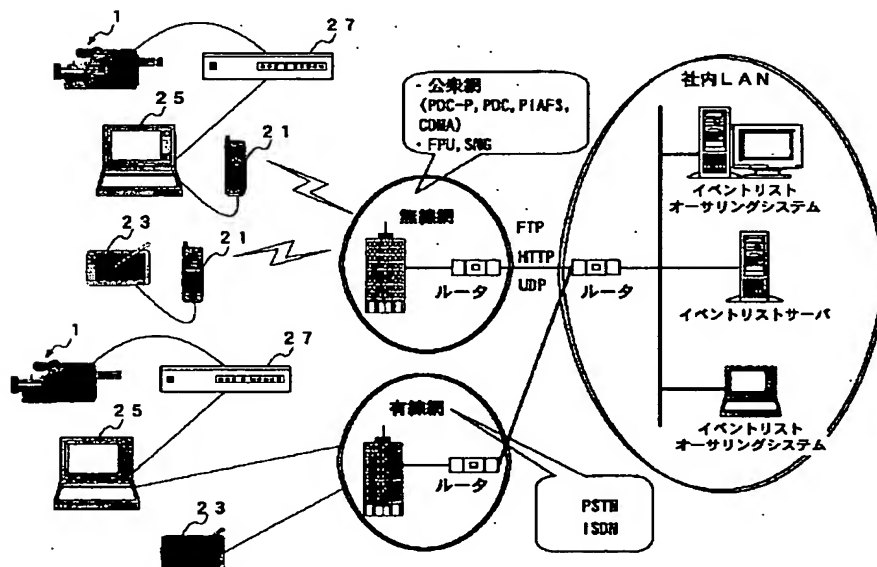 1
27
・公衆網
(PDC-P, PDC, PIAFS,
CDMA)
・FPU, SNG
社内LAN
25
21
イベントリスト
オーサリングシステム
無線網
FTP
HTTP
UDP
ルータ
ルータ
23
21
イベントリストサーバ
1
27
25
有線網
イベントリスト
オーサリングシステム
ルータ
PSTN
ISDN
23